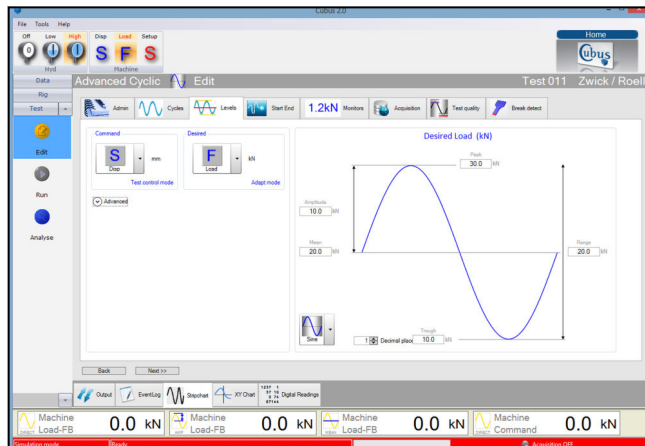 Cubus 2.0
File Tools Help
Off Low High Disp Load Setup
0 S F S
Hyd Machine
Home
Cubus
Data
Advanced Cyclic Edit Test 011 Zwick / Roell
Rig
Test
Admin Cycles Levels Start End 1.2kN Monitors Acquisition Test quality Break detect
Edit
Run
Analyse
Command
S
Disp
mm
Test control mode
Desired
F
Load
kN
Adapt mode
Advanced
Desired Load (kN)
Peak
30.0 kN
Amplitude
10.0 kN
Mean
20.0 kN
Range
20.0 kN
Sine
1 Decimal place
Trough
10.0 kN
Back Next >>
Output EventLog Stripchart XY Chart Digital Readings
Machine
Load-FB 0.0 kN
DIRECT
Machine
Load-FB 0.0 kN
Machine
Load-FB 0.0 kN
MEAN
Machine
Command 0.0 kN
DIRECT
Simulation mode Ready Acquisition OFF